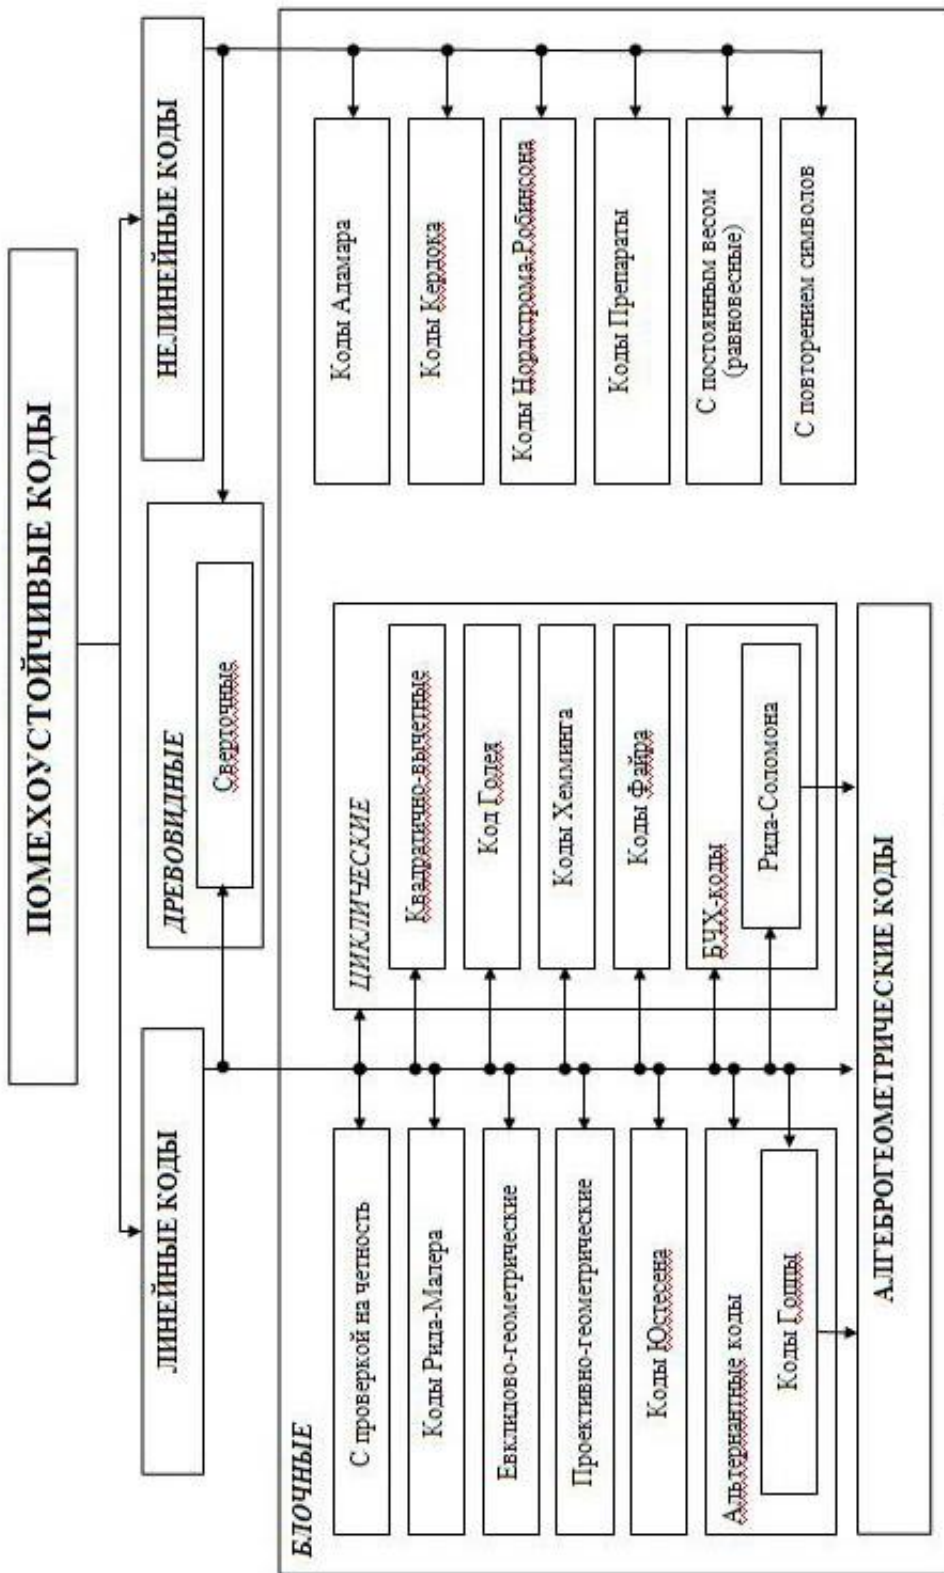 ПОМЕХОУСТОЙЧИВЫЕ КОДЫ
ЛИНЕЙНЫЕ КОДЫ
НЕЛИНЕЙНЫЕ КОДЫ
ДРЕВОВИДНЫЕ
Сверточные
БЛОЧНЫЕ
С проверкой на четность
Коды Рида-Малера
Евклидово-геометрические
Проективно-геометрические
Коды Юстесена
Альтернантные коды
Коды Гоппы
ЦИКЛИЧЕСКИЕ
Квадратично-вычетные
Код Голея
Коды Хемминга
Коды Файра
БЧХ-коды
Рида-Соломона
Коды Адамара
Коды Кердока
Коды Нордстрома-Робинсона
Коды Препараты
С постоянным весом
(равновесные)
С повторением символов
АЛГЕБРОГЕОМЕТРИЧЕСКИЕ КОДЫ